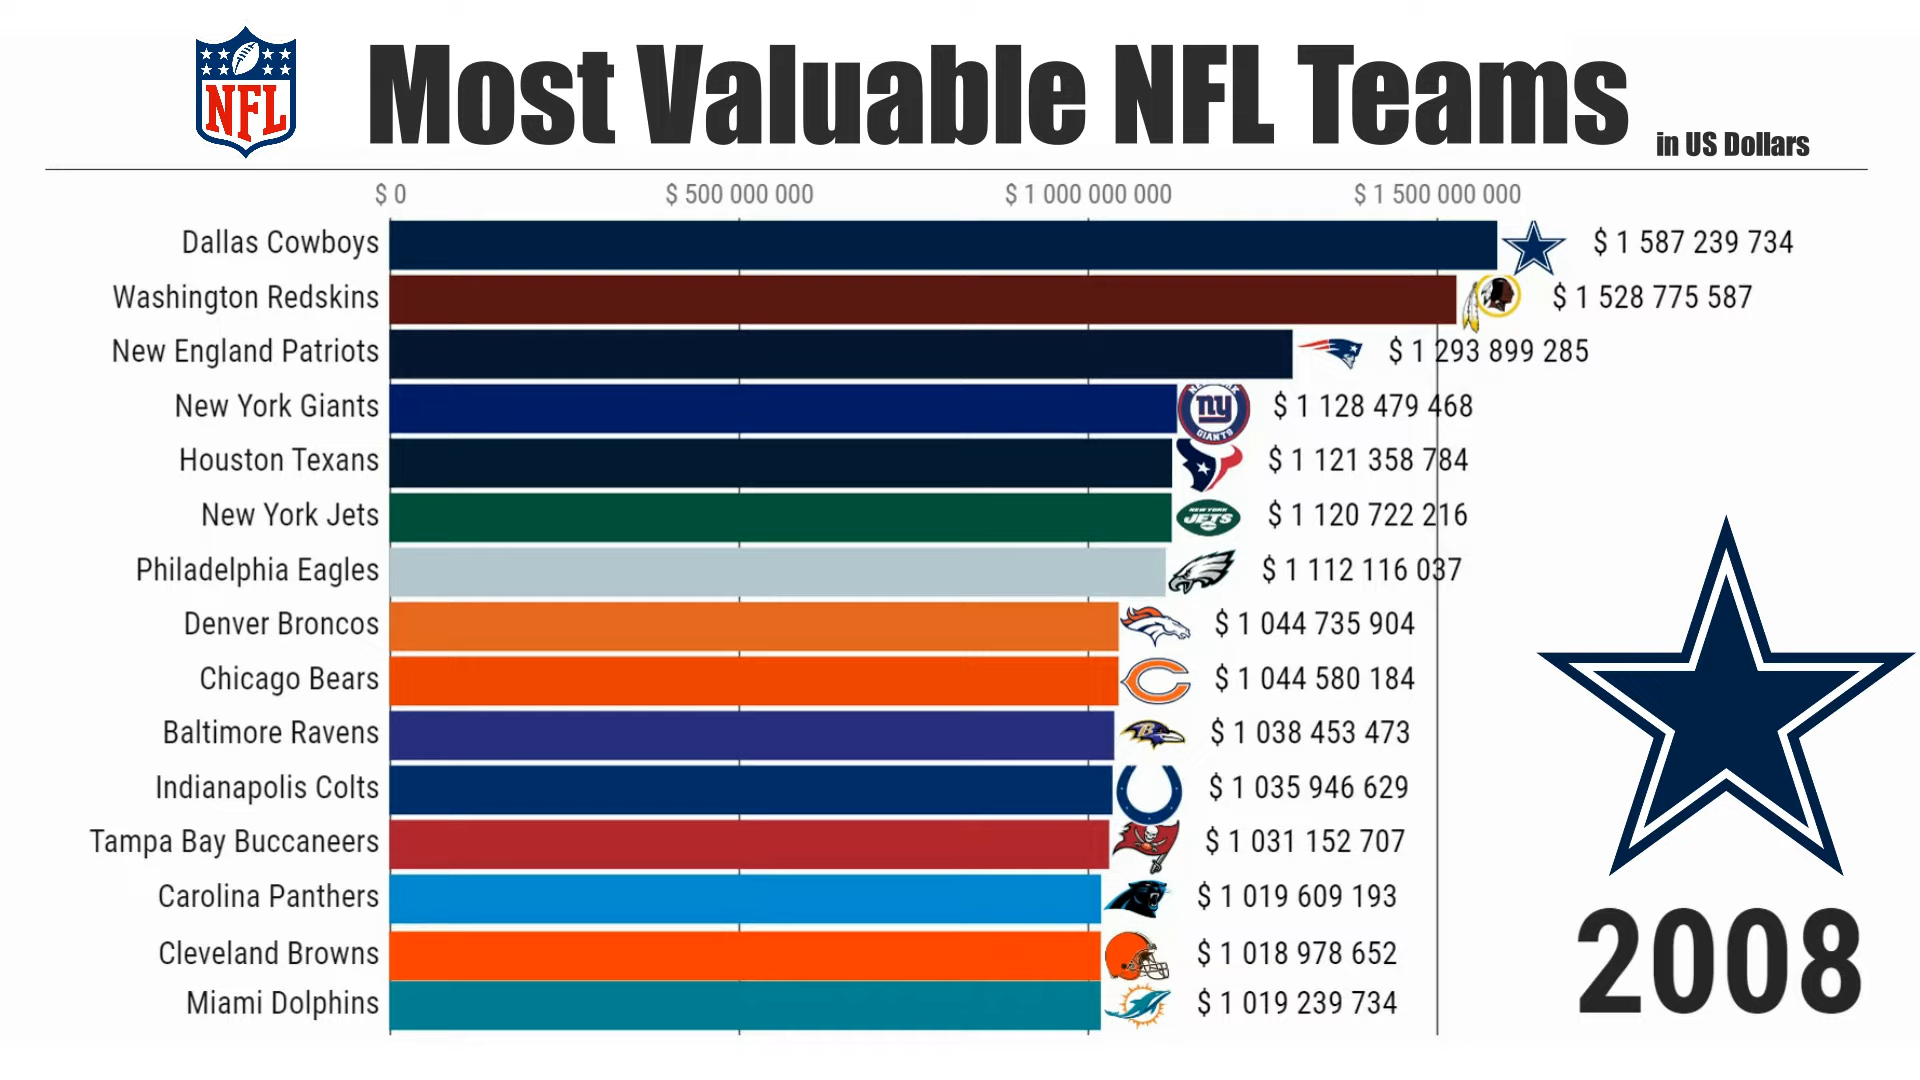 NFL
Most Valuable NFL Teams in US Dollars
$ 0 $ 500 000 000 $ 1 000 000 000 $ 1 500 000 000
Dallas Cowboys $ 1 587 239 734
Washington Redskins $ 1 528 775 587
New England Patriots $ 1 293 899 285
New York Giants ny GIANTS $ 1 128 479 468
Houston Texans $ 1 121 358 784
New York Jets NEW YORK JETS $ 1 120 722 216
Philadelphia Eagles $ 1 112 116 037
Denver Broncos $ 1 044 735 904
Chicago Bears $ 1 044 580 184
Baltimore Ravens B $ 1 038 453 473
Indianapolis Colts $ 1 035 946 629
Tampa Bay Buccaneers $ 1 031 152 707
Carolina Panthers $ 1 019 609 193
Cleveland Browns $ 1 018 978 652
Miami Dolphins $ 1 019 239 734
2008